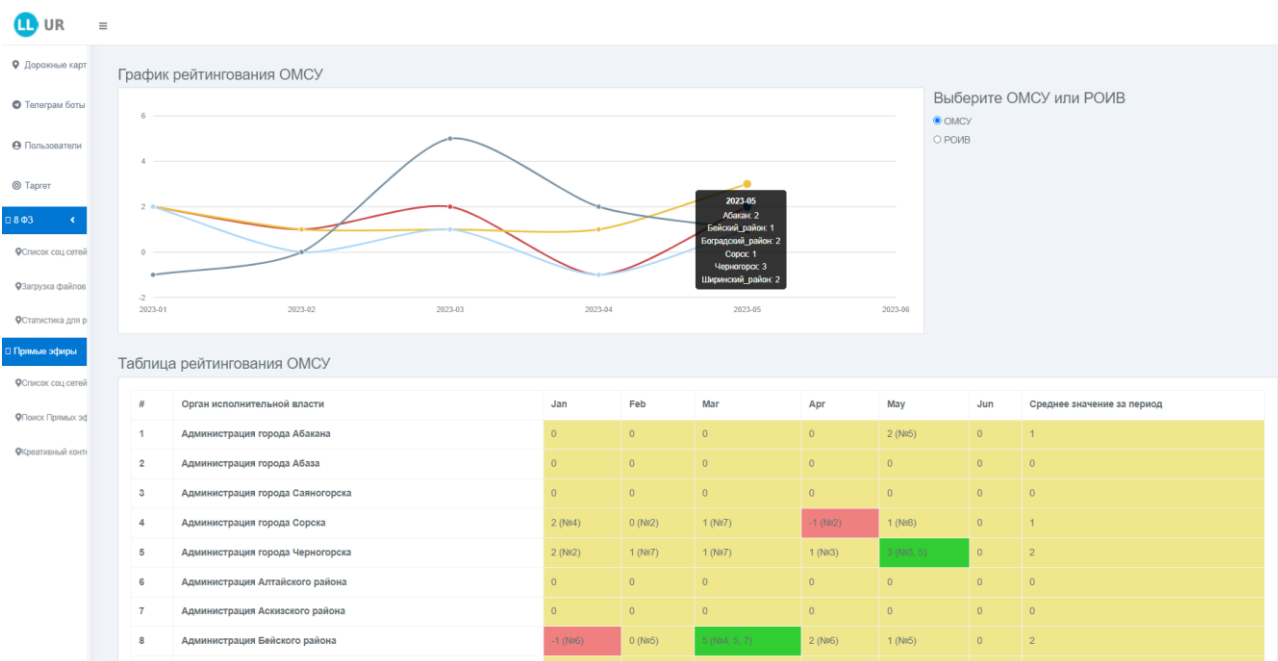 LL UR
Дорожные карт
Телеграм боты
Пользователи
Таргет
8 ФЗ
Список соц сетей
Загрузка файлов
Статистика для р
Прямые эфиры
Список соц сетей
Поиск Прямых эф
Креативный конте
График рейтингования ОМСУ
6
4
2
0
-2
2023-01 2023-02 2023-03 2023-04 2023-05 2023-06
2023-05
Абакан: 2
Бейский_район: 1
Боградский_район: 2
Сорск: 1
Черногорск: 3
Ширинский_район: 2
Выберите ОМСУ или РОИВ
ОМСУ
РОИВ
Таблица рейтингования ОМСУ
# Орган исполнительной власти Jan Feb Mar Apr May Jun Среднее значение за период
1 Администрация города Абакана 0 0 0 0 2 (№5) 0 1
2 Администрация города Абаза 0 0 0 0 0 0 0
3 Администрация города Саяногорска 0 0 0 0 0 0 0
4 Администрация города Сорска 2 (№4) 0 (№2) 1 (№7) -1 (№2) 1 (№8) 0 1
5 Администрация города Черногорска 2 (№2) 1 (№7) 1 (№7) 1 (№3) 3 (№3, 5) 0 2
6 Администрация Алтайского района 0 0 0 0 0 0 0
7 Администрация Аскизского района 0 0 0 0 0 0 0
8 Администрация Бейского района -1 (№6) 0 (№5) 5 (№4, 5, 7) 2 (№6) 1 (№5) 0 2